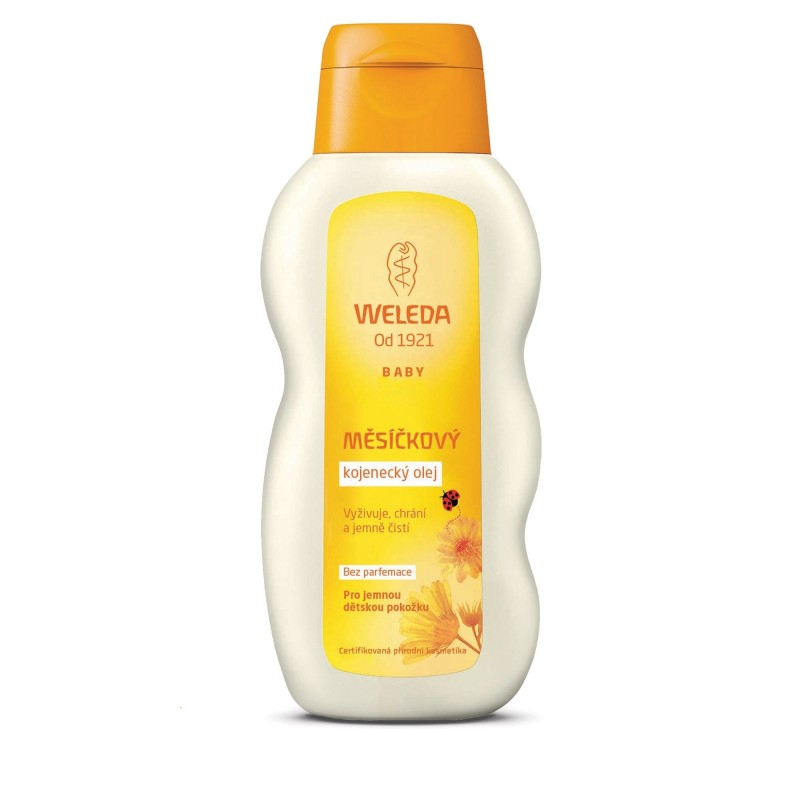 WELEDA
Od 1921
BABY
MĚSÍČKOVÝ
kojenecký olej
Vyživuje, chrání
a jemně čistí
Bez parfemace
Pro jemnou
dětskou pokožku
Certifikovaná přírodní kosmetika